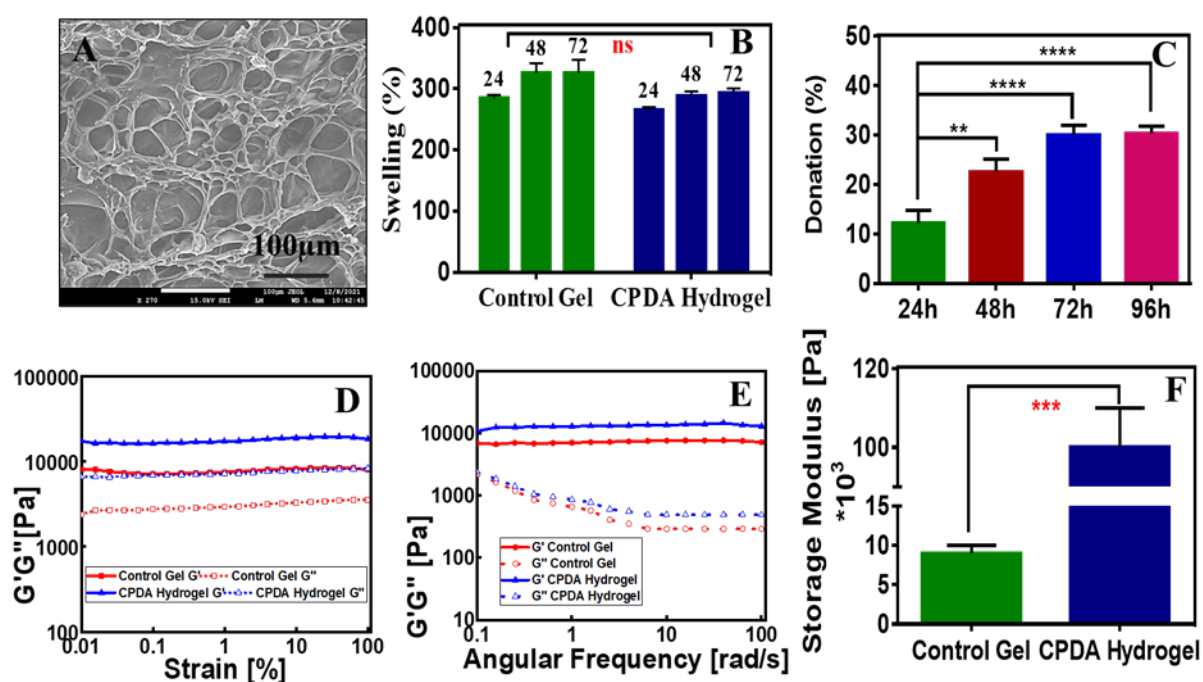 A
100μm
100μm JEOL 12/8/2021
X 270 15.0kV SEI LM WD 5.6mm 10:42:45
B
Swelling (%)
400
300
200
100
0
ns
24
48
72
24
48
72
Control Gel
CPDA Hydrogel
C
Donation (%)
50
40
30
20
10
0
****
****
**
24h
48h
72h
96h
D
G'G"[Pa]
100000
10000
1000
100
Control Gel G'
Control Gel G"
CPDA Hydrogel G'
CPDA Hydrogel G"
0.01
0.1
1
10
100
Strain [%]
E
G'G" [Pa]
100000
10000
1000
100
10
G' Control Gel
G" Control Gel
G' CPDA Hydrogel
G" CPDA Hydrogel
0.1
1
10
100
Angular Frequency [rad/s]
F
Storage Modulus [Pa]
*10³
120
100
15
10
5
0
***
Control Gel
CPDA Hydrogel